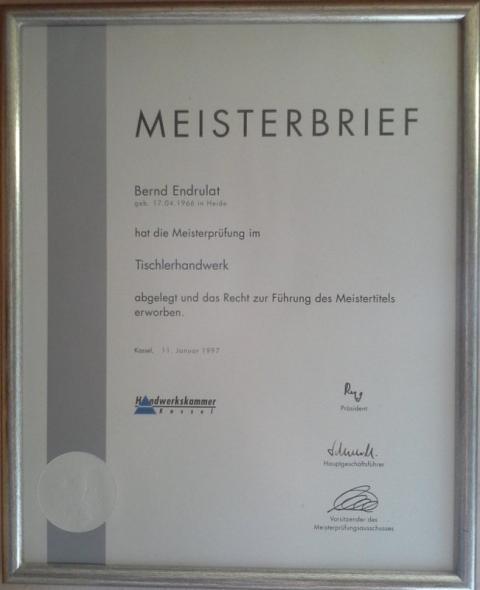 MEISTERBRIEF
Bernd Endrulat
geb. 17.04.1966 in Heide
hat die Meisterprüfung im
Tischlerhandwerk
abgelegt und das Recht zur Führung des Meistertitels
erworben.
Kassel, 11. Januar 1997
Handwerkskammer
Kassel
Präsident
Hauptgeschäftsführer
Vorsitzender des
Meisterprüfungsausschusses